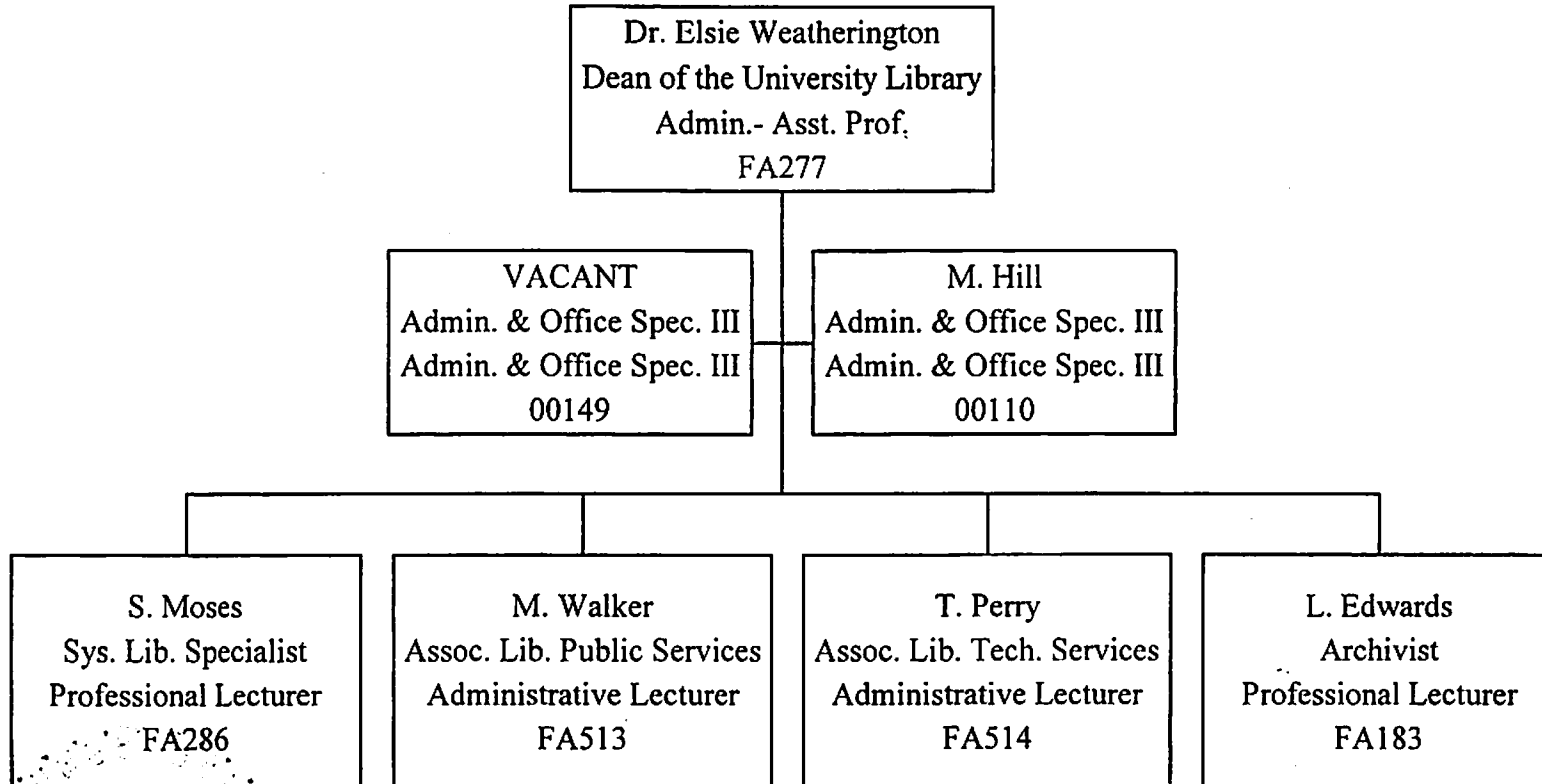 Dr. Elsie Weatherington
Dean of the University Library
Admin.- Asst. Prof.
FA277
VACANT
Admin. & Office Spec. III
Admin. & Office Spec. III
00149
M. Hill
Admin. & Office Spec. III
Admin. & Office Spec. III
00110
S. Moses
Sys. Lib. Specialist
Professional Lecturer
FA286
M. Walker
Assoc. Lib. Public Services
Administrative Lecturer
FA513
T. Perry
Assoc. Lib. Tech. Services
Administrative Lecturer
FA514
L. Edwards
Archivist
Professional Lecturer
FA183